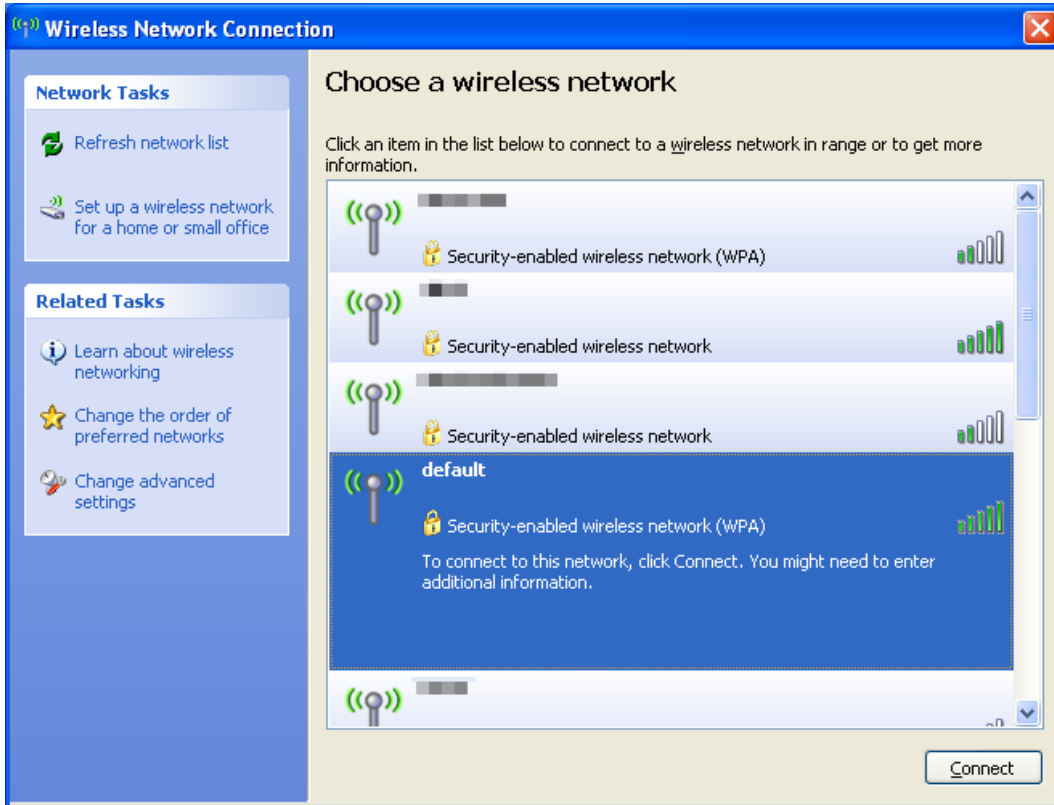 Wireless Network Connection
Network Tasks
Refresh network list
Set up a wireless network
for a home or small office
Related Tasks
Learn about wireless
networking
Change the order of
preferred networks
Change advanced
settings
Choose a wireless network
Click an item in the list below to connect to a wireless network in range or to get more
information.
Security-enabled wireless network (WPA)
Security-enabled wireless network
Security-enabled wireless network
default
Security-enabled wireless network (WPA)
To connect to this network, click Connect. You might need to enter
additional information.
Connect